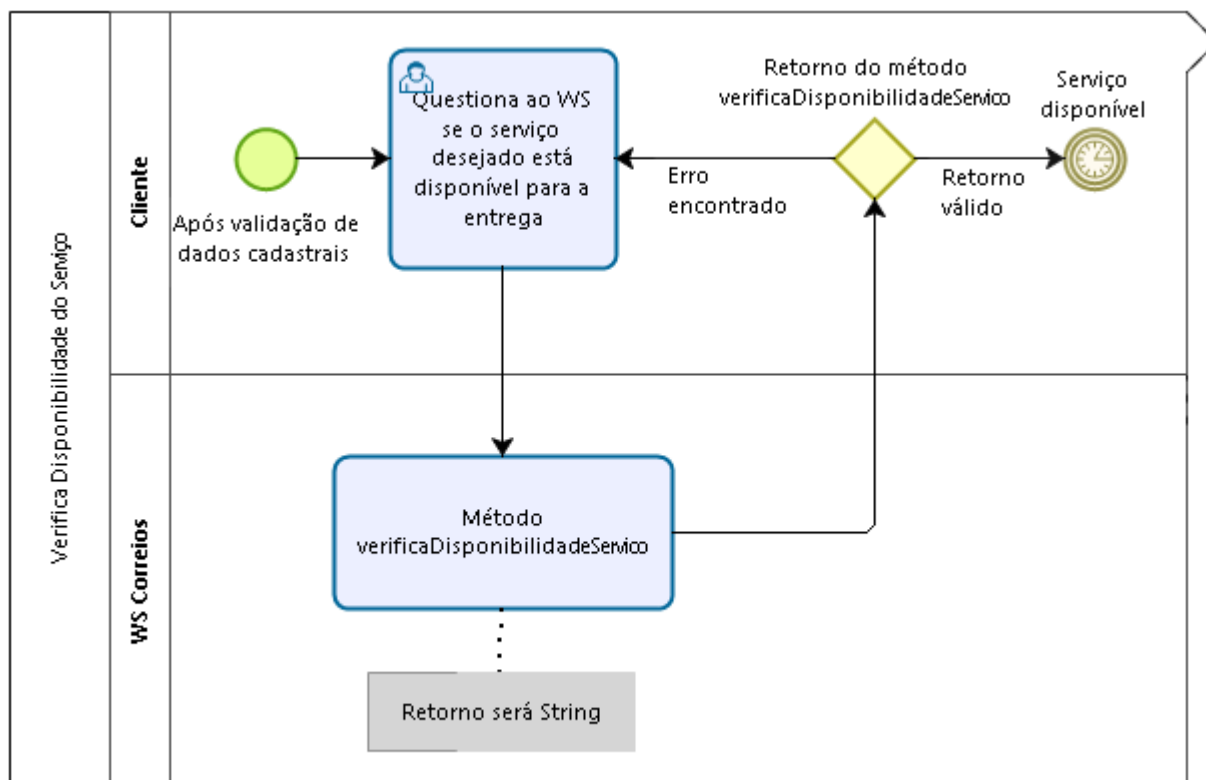 Verifica Disponibilidade do Serviço
Cliente
Após validação de
dados cadastrais
Questiona ao WS
se o serviço
desejado está
disponível para a
entrega
Retorno do método
verificaDisponibilidadeServico
Erro
encontrado
Retorno
válido
Serviço
disponível
WS Correios
Método
verificaDisponibilidadeServico
Retorno será String